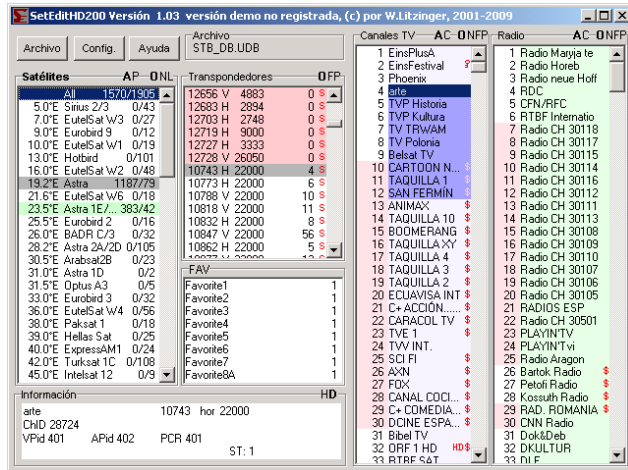 SetEditHD200 Versión 1.03 versión demo no registrada, (c) por W.Litzinger, 2001-2009
Archivo Config. Ayuda
Archivo
STB_DB.UDB
Satélites AP ONL
All 1570/1905
5.0°E Sirius 2/3 0/43
7.0°E EutelSat W3 0/27
9.0°E Eurobird 9 0/12
10.0°E EutelSat W1 0/19
13.0°E Hotbird 0/101
16.0°E EutelSat W2 0/48
19.2°E Astra 1187/779
21.6°E EutelSat W6 0/18
23.5°E Astra 1E/... 383/42
25.5°E Eurobird 2 0/16
26.0°E BADR C/3 0/32
28.2°E Astra 2A/2D 0/105
30.5°E Arabsat2B 0/23
31.0°E Astra 1D 0/2
31.5°E Optus A3 0/5
33.0°E Eurobird 3 0/32
36.0°E EutelSat W4 0/56
38.0°E Paksat 1 0/18
39.0°E Hellas Sat 0/25
40.0°E ExpressAM1 0/24
42.0°E Turksat 1C 0/108
45.0°E Intelsat 12 0/9
Transpondedores OFP
12656 V 4883 0 S
12683 H 2894 0 S
12703 H 2748 0 S
12719 H 9000 0 S
12727 H 3333 0 S
12728 V 26050 0 S
10743 H 22000 4 S
10773 H 22000 6 S
10788 V 22000 10 S
10818 V 22000 11 S
10832 H 22000 8 S
10847 V 22000 56 S
10862 H 22000 5 S
FAV
Favorite1 1
Favorite2 1
Favorite3 1
Favorite4 1
Favorite5 1
Favorite6 1
Favorite7 1
Favorite8A 1
Canales TV AC ONFP
1 EinsPlusA
2 EinsFestival
3 Phoenix
4 arte
5 TVP Historia
6 TVP Kultura
7 TV TRWAM
8 TV Polonia
9 Belsat TV
10 CARTOON N... $
11 TAQUILLA 1 $
12 SAN FERMÍN $
13 ANIMAX $
14 TAQUILLA 10 $
15 BOOMERANG $
16 TAQUILLA XY $
17 TAQUILLA 4 $
18 TAQUILLA 3 $
19 TAQUILLA 2 $
20 ECUAVISA INT $
21 C+ ACCIÓN...... $
22 CARACOL TV $
23 TVE 1 $
24 TVV INT.
25 SCI FI $
26 AXN $
27 FOX $
28 CANAL COCI... $
29 C+ COMEDIA... $
30 DCINE ESPA... $
31 Bibel TV
32 ORF 1 HD HD$
33 RTBF SAT
Radio AC ONFP
1 Radio Maryja te
2 Radio Horeb
3 Radio neue Hoff
4 RDC
5 CFN/RFC
6 RTBF Internatio
7 Radio CH 30118
8 Radio CH 30117
9 Radio CH 30115
10 Radio CH 30114
11 Radio CH 30116
12 Radio CH 30112
13 Radio CH 30111
14 Radio CH 30113
15 Radio CH 30108
16 Radio CH 30109
17 Radio CH 30110
18 Radio CH 30107
19 Radio CH 30106
20 Radio CH 30105
21 RADIOS ESP
22 Radio CH 30501
23 PLAYIN'TV
24 PLAYIN'Tvi
25 Radio Aragon
26 Bartok Radio $
27 Petofi Radio $
28 Kossuth Radio $
29 RAD. ROMANIA $
30 CNN Radio
31 Dok&Deb
32 DKULTUR
33 DLF
Información HD
arte 10743 hor 22000
ChID 28724
VPid 401 APid 402 PCR 401
ST: 1